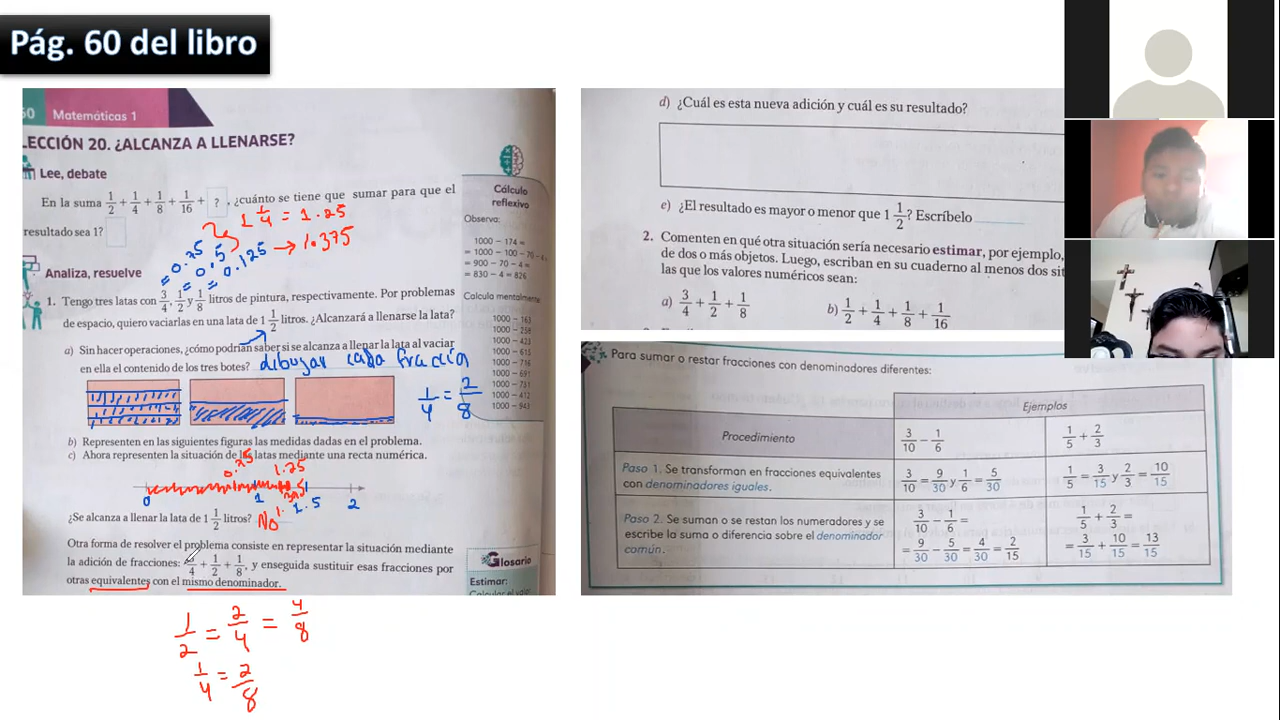 Pág. 60 del libro
60 Matemáticas 1
LECCIÓN 20. ¿ALCANZA A LLENARSE?
Lee, debate
En la suma 1/2 + 1/4 + 1/8 + 1/16 + ? , ¿cuánto se tiene que sumar para que el
resultado sea 1?
1 1/4 = 1.25
= 0.75 = 0.5 = 0.125 → 1.375
Analiza, resuelve
1. Tengo tres latas con 3/4, 1/2 y 1/8 litros de pintura, respectivamente. Por problemas
de espacio, quiero vaciarlas en una lata de 1 1/2 litros. ¿Alcanzará a llenarse la lata?
a) Sin hacer operaciones, ¿cómo podrían saber si se alcanza a llenar la lata al vaciar
en ella el contenido de los tres botes? dibujar cada fracción
1/4 = 2/8
b) Representen en las siguientes figuras las medidas dadas en el problema.
c) Ahora representen la situación de las latas mediante una recta numérica.
1.25
0 1 1.5 2
¿Se alcanza a llenar la lata de 1 1/2 litros? No
Otra forma de resolver el problema consiste en representar la situación mediante
la adición de fracciones: 3/4 + 1/2 + 1/8, y enseguida sustituir esas fracciones por
otras equivalentes con el mismo denominador.
1/2 = 2/4 = 4/8
1/4 = 2/8
Cálculo
reflexivo
Observa:
1000 – 174 =
= 1000 – 100 – 70 – 4
= 900 – 70 – 4 =
= 830 – 4 = 826
Calcula mentalmente
1000 – 163
1000 – 258
1000 – 423
1000 – 615
1000 – 716
1000 – 691
1000 – 731
1000 – 412
1000 – 943
Glosario
Estimar:
Calcular el valor
d) ¿Cuál es esta nueva adición y cuál es su resultado?
e) ¿El resultado es mayor o menor que 1 1/2? Escríbelo
2. Comenten en qué otra situación sería necesario estimar, por ejemplo,
de dos o más objetos. Luego, escriban en su cuaderno al menos dos sit
las que los valores numéricos sean:
a) 3/4 + 1/2 + 1/8 b) 1/2 + 1/4 + 1/8 + 1/16
Para sumar o restar fracciones con denominadores diferentes:
Procedimiento Ejemplos
3/10 – 1/6 1/5 + 2/3
Paso 1. Se transforman en fracciones equivalentes
con denominadores iguales.
3/10 = 9/30 y 1/6 = 5/30
1/5 = 3/15 y 2/3 = 10/15
Paso 2. Se suman o se restan los numeradores y se
escribe la suma o diferencia sobre el denominador
común.
3/10 – 1/6 =
= 9/30 – 5/30 = 4/30 = 2/15
1/5 + 2/3 =
= 3/15 + 10/15 = 13/15